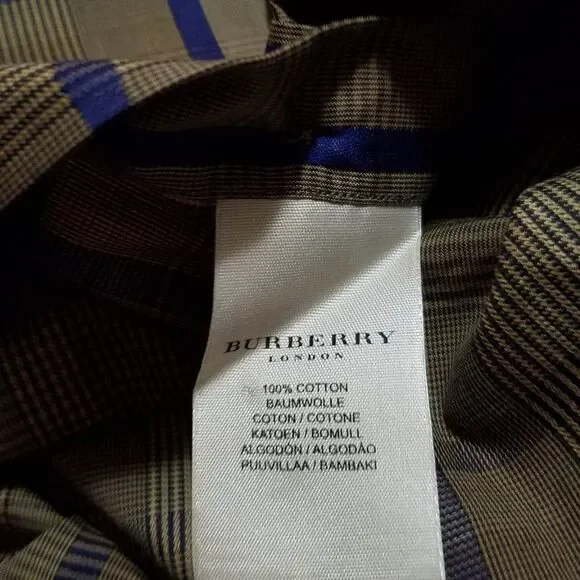 BURBERRY
LONDON
100% COTTON
BAUMWOLLE
COTON / COTONE
KATOEN / BOMULL
ALGODÓN / ALGODÃO
PUUVILLAA / BAMBAKI